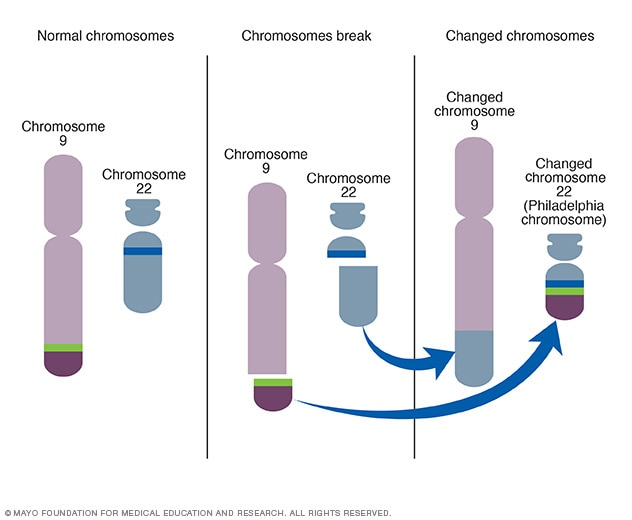 Normal chromosomes
Chromosomes break
Changed chromosomes
Chromosome
9
Chromosome
22
Chromosome
9
Chromosome
22
Changed
chromosome
9
Changed
chromosome
22
(Philadelphia
chromosome)
© MAYO FOUNDATION FOR MEDICAL EDUCATION AND RESEARCH. ALL RIGHTS RESERVED.